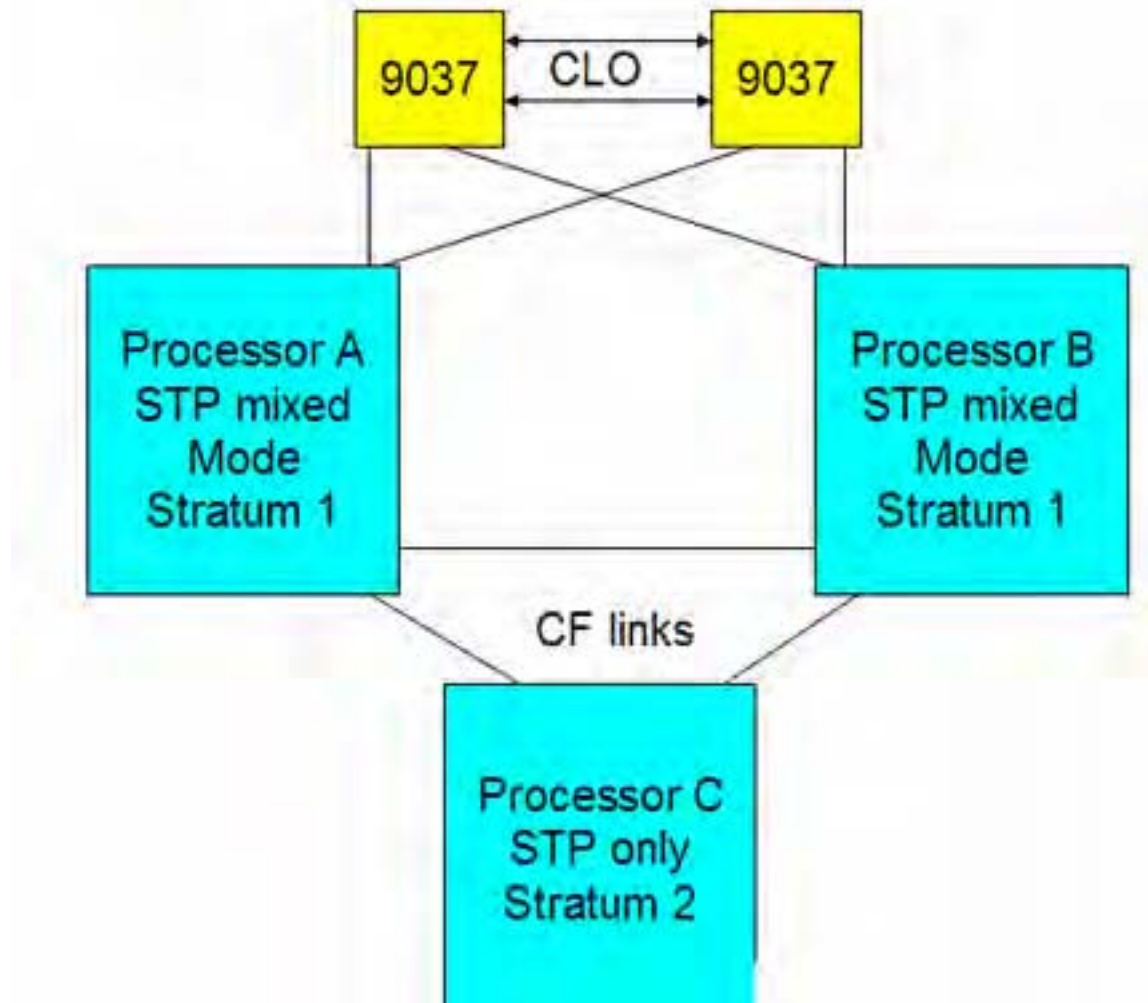 9037
CLO
9037
Processor A
STP mixed
Mode
Stratum 1
Processor B
STP mixed
Mode
Stratum 1
CF links
Processor C
STP only
Stratum 2